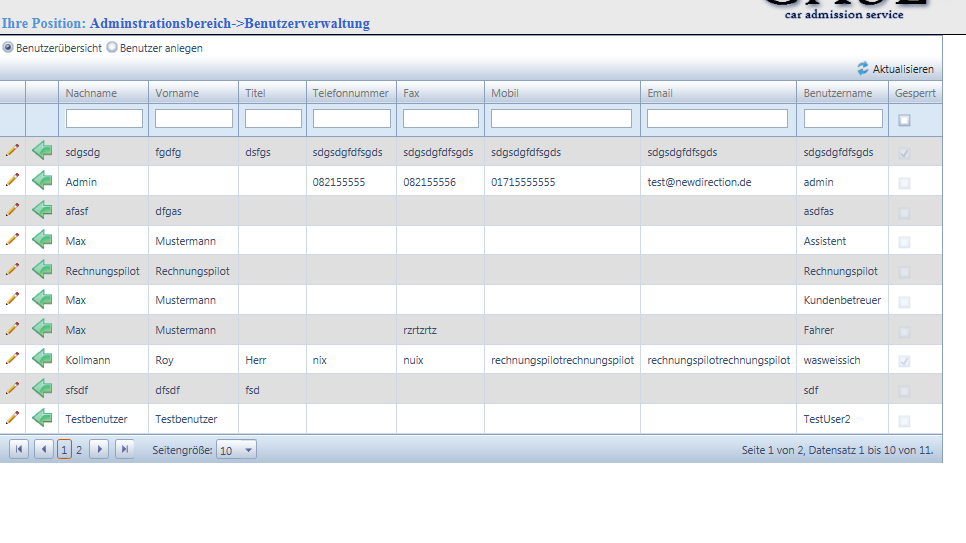 car admission service
Ihre Position: Adminstrationsbereich->Benutzerverwaltung
Benutzerübersicht Benutzer anlegen
Aktualisieren
Nachname Vorname Titel Telefonnummer Fax Mobil Email Benutzername Gesperrt
sdgsdg fgdfg dsfgs sdgsdgfdfsgds sdgsdgfdfsgds sdgsdgfdfsgds sdgsdgfdfsgds sdgsdgfdfsgds
Admin 082155555 082155556 01715555555 test@newdirection.de admin
afasf dfgas asdfas
Max Mustermann Assistent
Rechnungspilot Rechnungspilot Rechnungspilot
Max Mustermann Kundenbetreuer
Max Mustermann rzrtzrtz Fahrer
Kollmann Roy Herr nix nuix rechnungspilotrechnungspilot rechnungspilotrechnungspilot wasweissich
sfsdf dfsdf fsd sdf
Testbenutzer Testbenutzer TestUser2
1 2 Seitengröße: 10 Seite 1 von 2, Datensatz 1 bis 10 von 11.